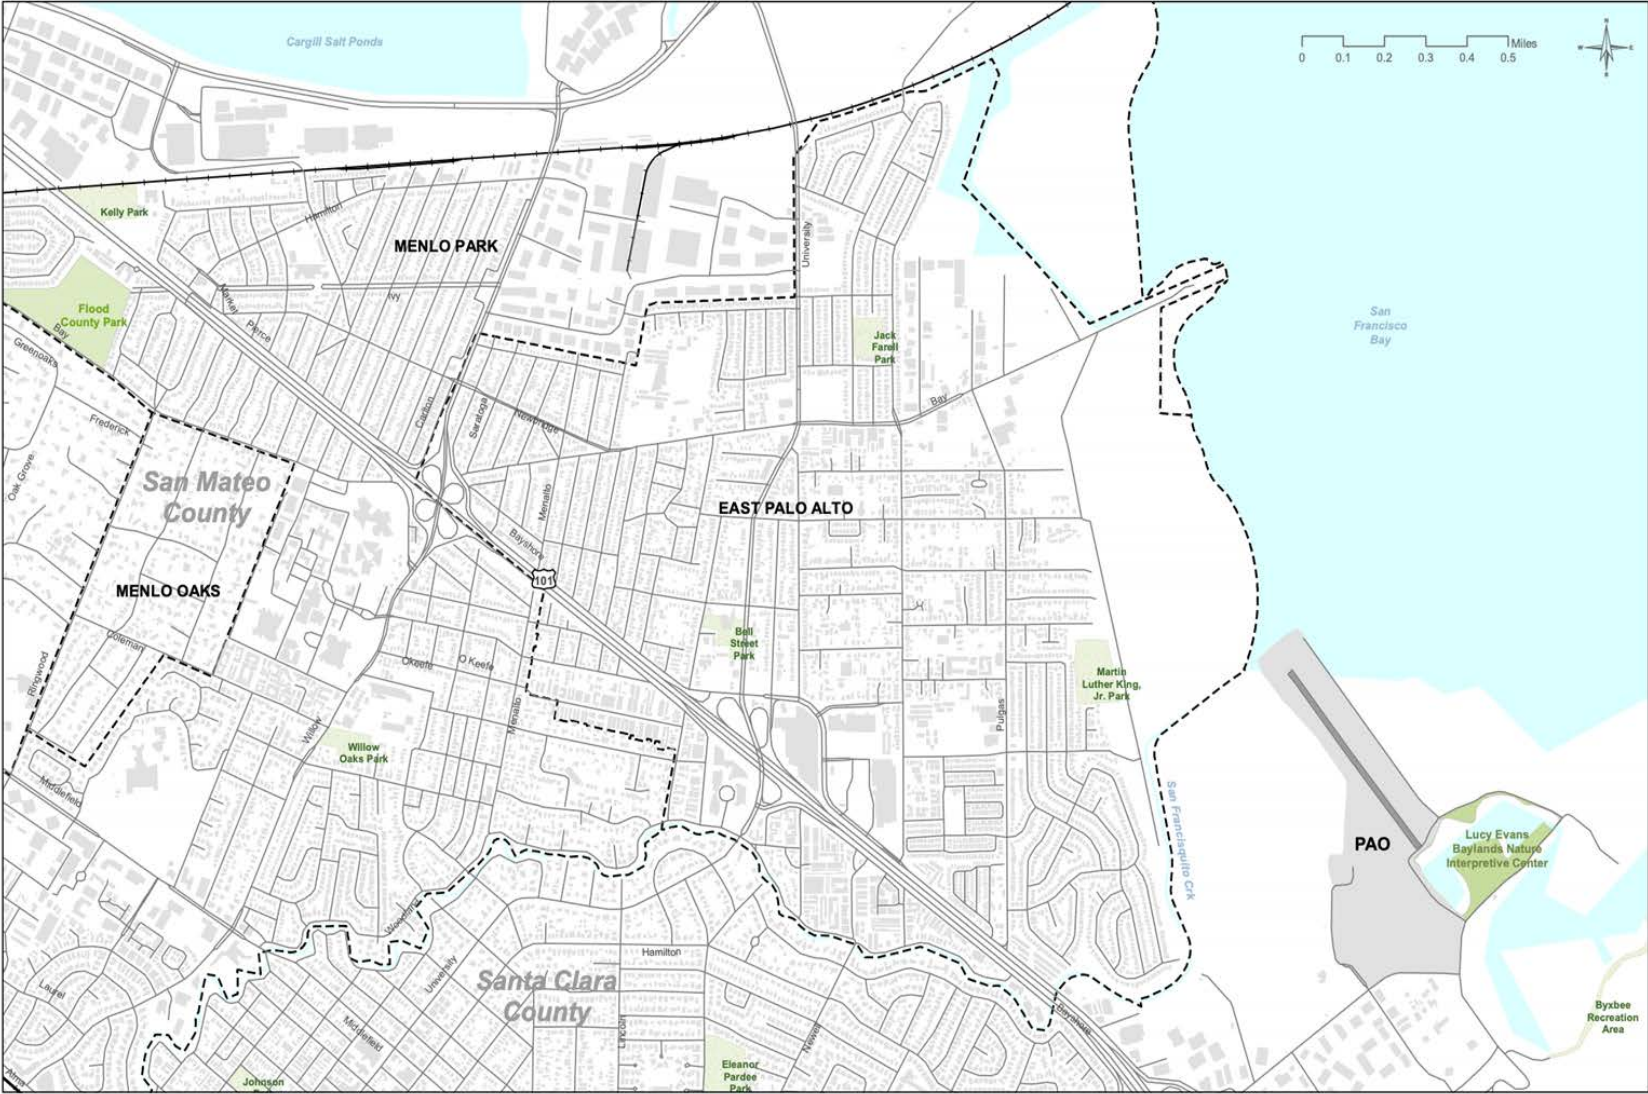 Cargill Salt Ponds
Miles
0 0.1 0.2 0.3 0.4 0.5
N
W E
S
Kelly Park
Hamilton
MENLO PARK
University
Flood
County Park
Market
Ivy
Pierce
San
Francisco
Bay
Bay
Greenoaks
Jack
Farell
Park
Bay
Carlton
Saratoga
Newbridge
Frederick
Oak Grove
San Mateo
County
Menalto
EAST PALO ALTO
Bayshore
101
MENLO OAKS
Coleman
Bell
Street
Park
Okeefe
O Keefe
Ringwood
Martin
Luther King,
Jr. Park
Menalto
Pulgas
Willow
Willow
Oaks Park
Middlefield
San Francisquito Crk
PAO
Lucy Evans
Baylands Nature
Interpretive Center
Woodland
Hamilton
University
Santa Clara
County
Laurel
Middlefield
Lincoln
Newell
Bayshore
Byxbee
Recreation
Area
Alma
Johnson
Eleanor
Pardee
Park